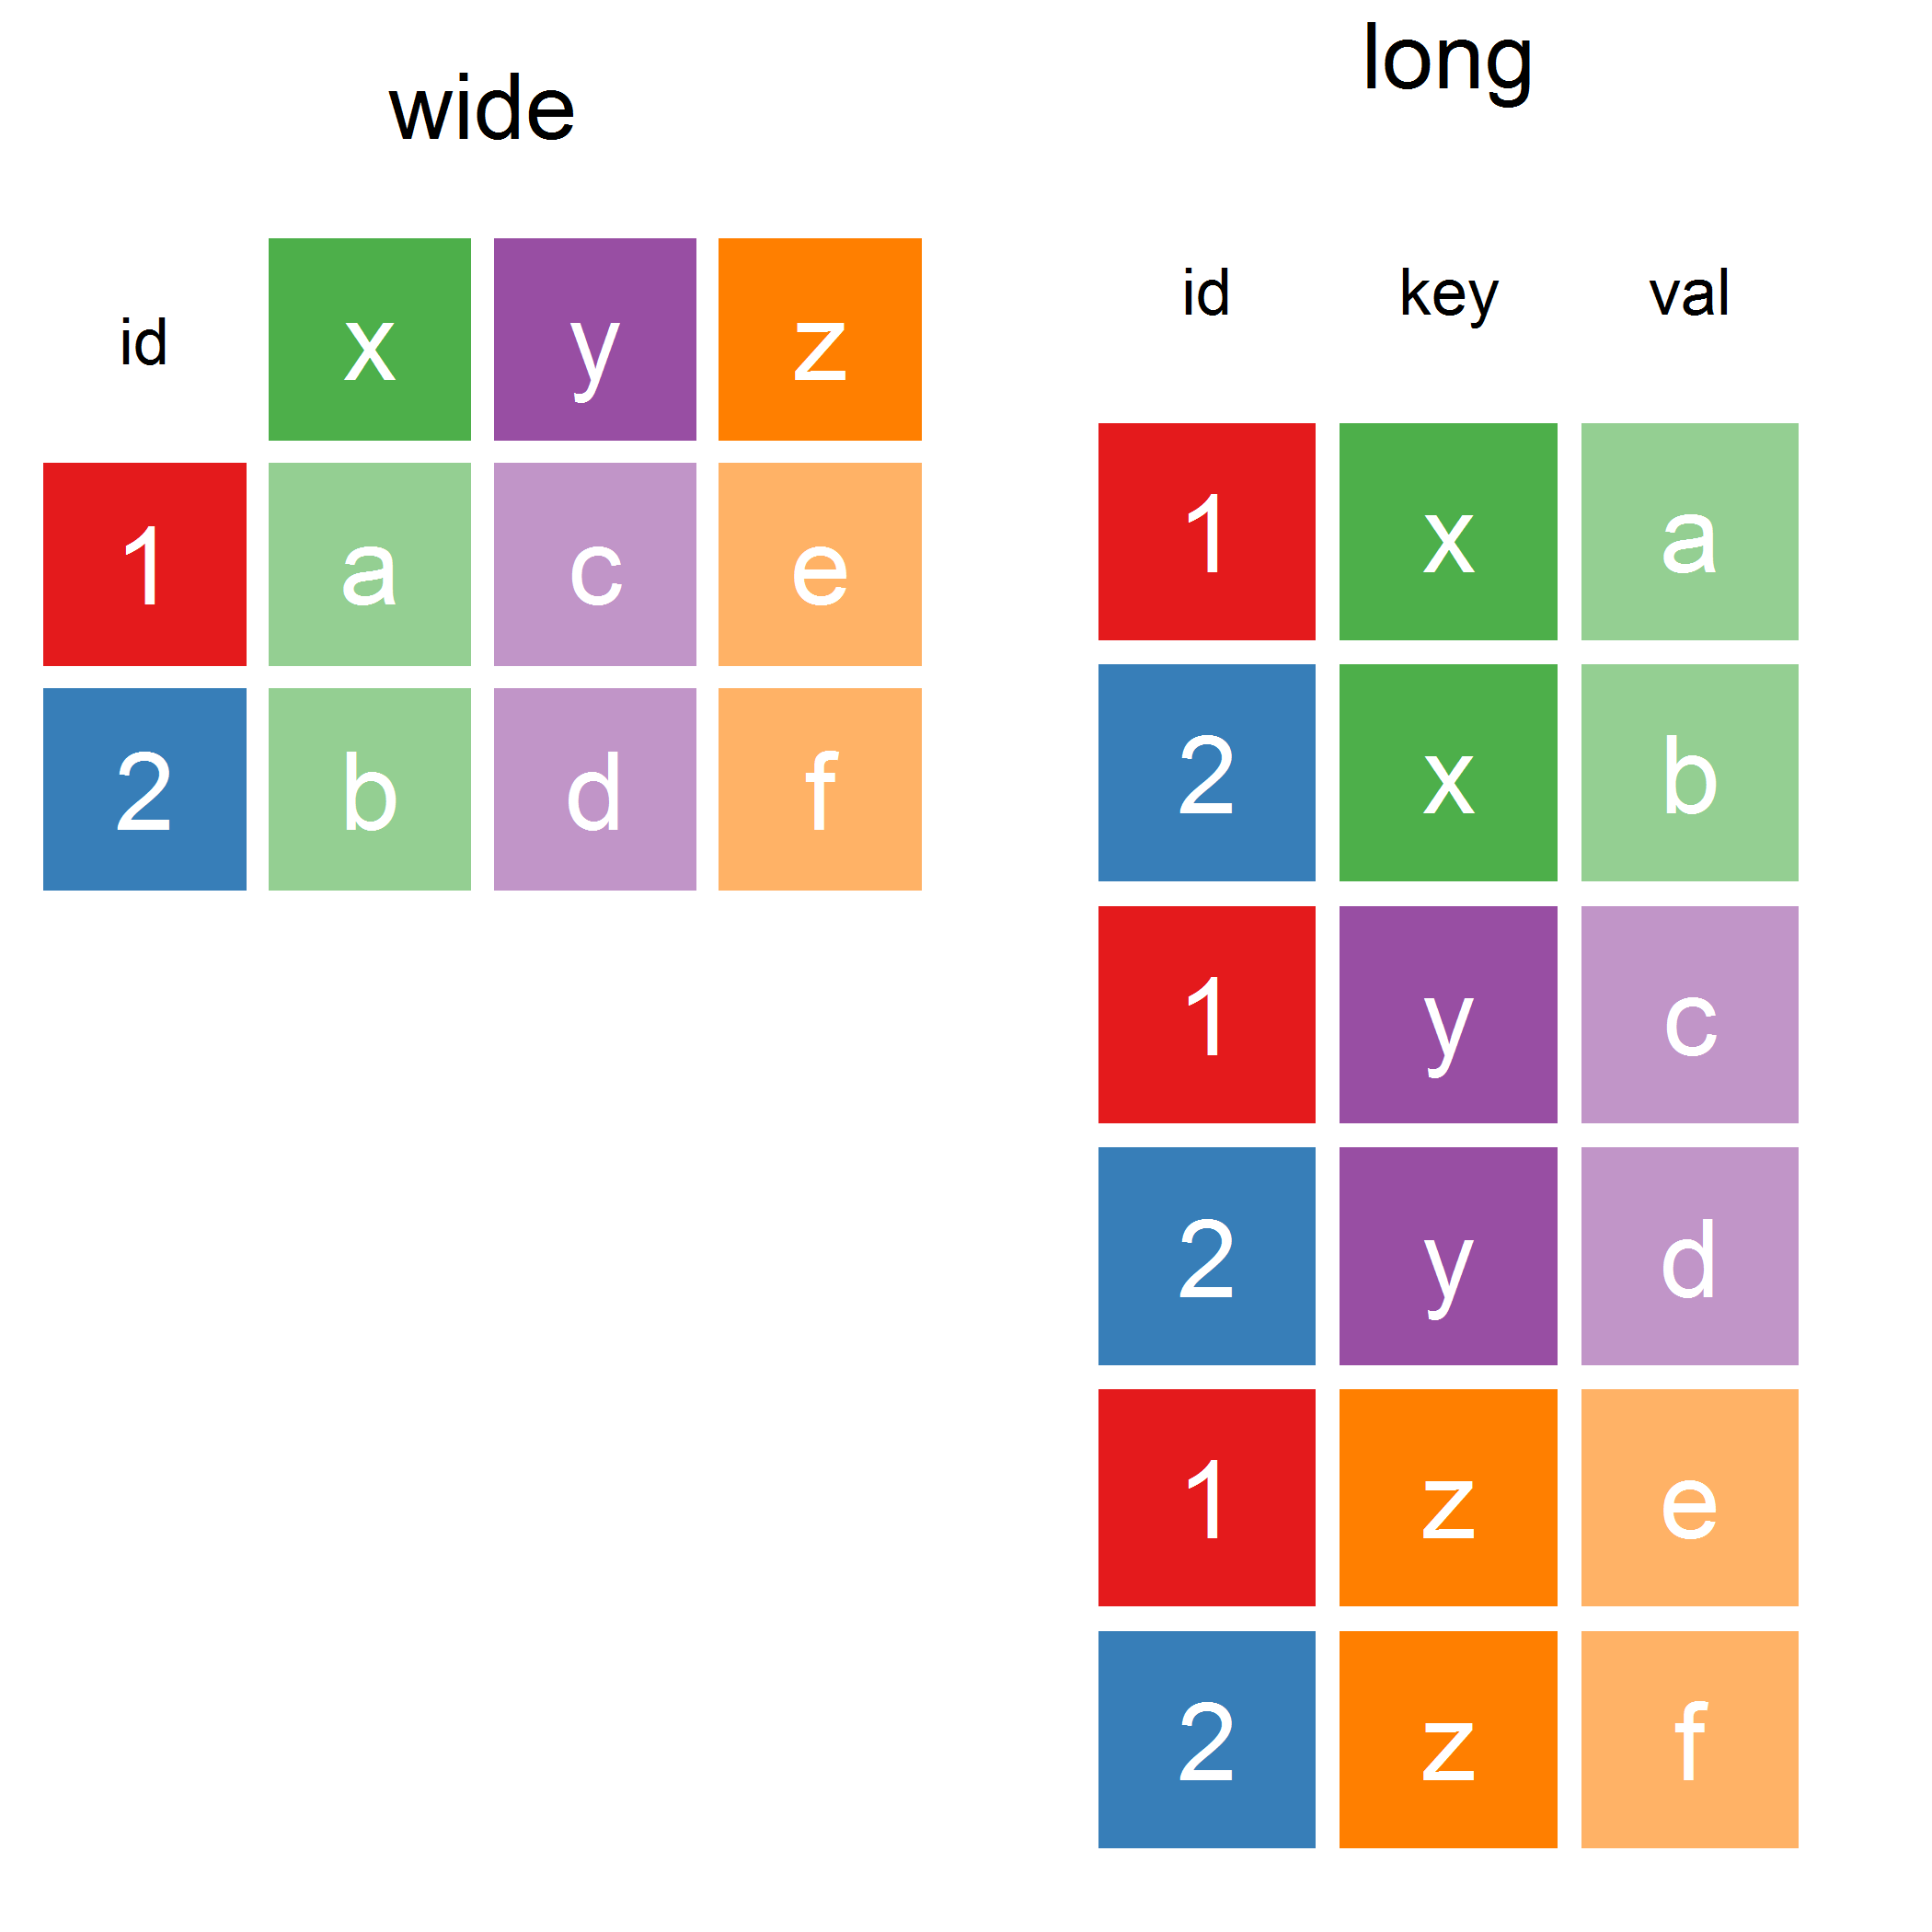 wide
id x y z
1 a c e
2 b d f
long
id key val
1 x a
2 x b
1 y c
2 y d
1 z e
2 z f